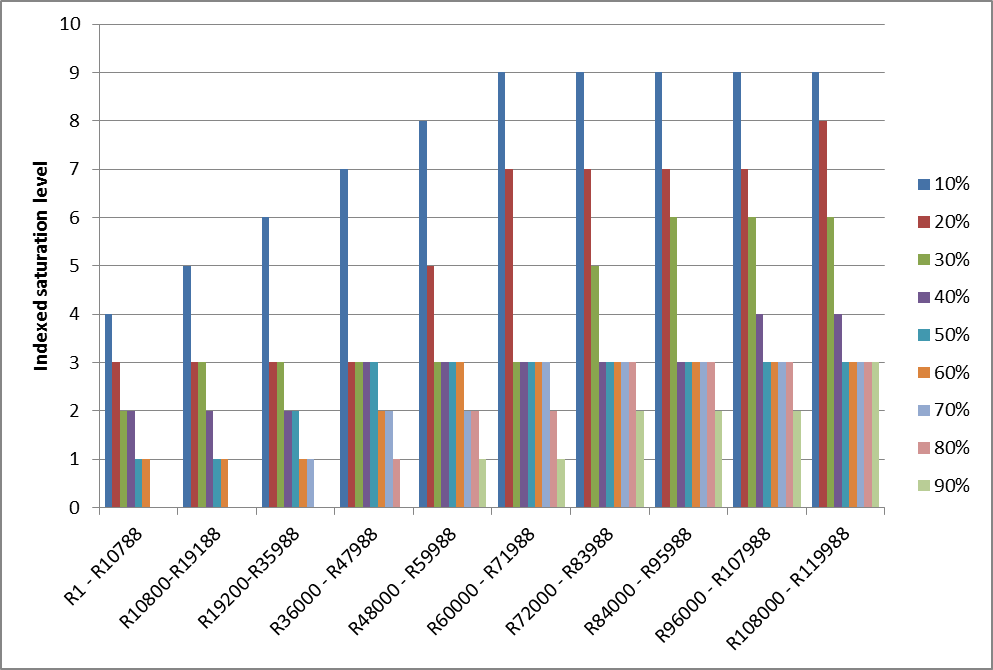 10
9
8
7
6
5
4
3
2
1
0
Indexed saturation level
R1 - R10788
R10800-R19188
R19200-R35988
R36000 - R47988
R48000 - R59988
R60000 - R71988
R72000 - R83988
R84000 - R95988
R96000 - R107988
R108000 - R119988
10%
20%
30%
40%
50%
60%
70%
80%
90%